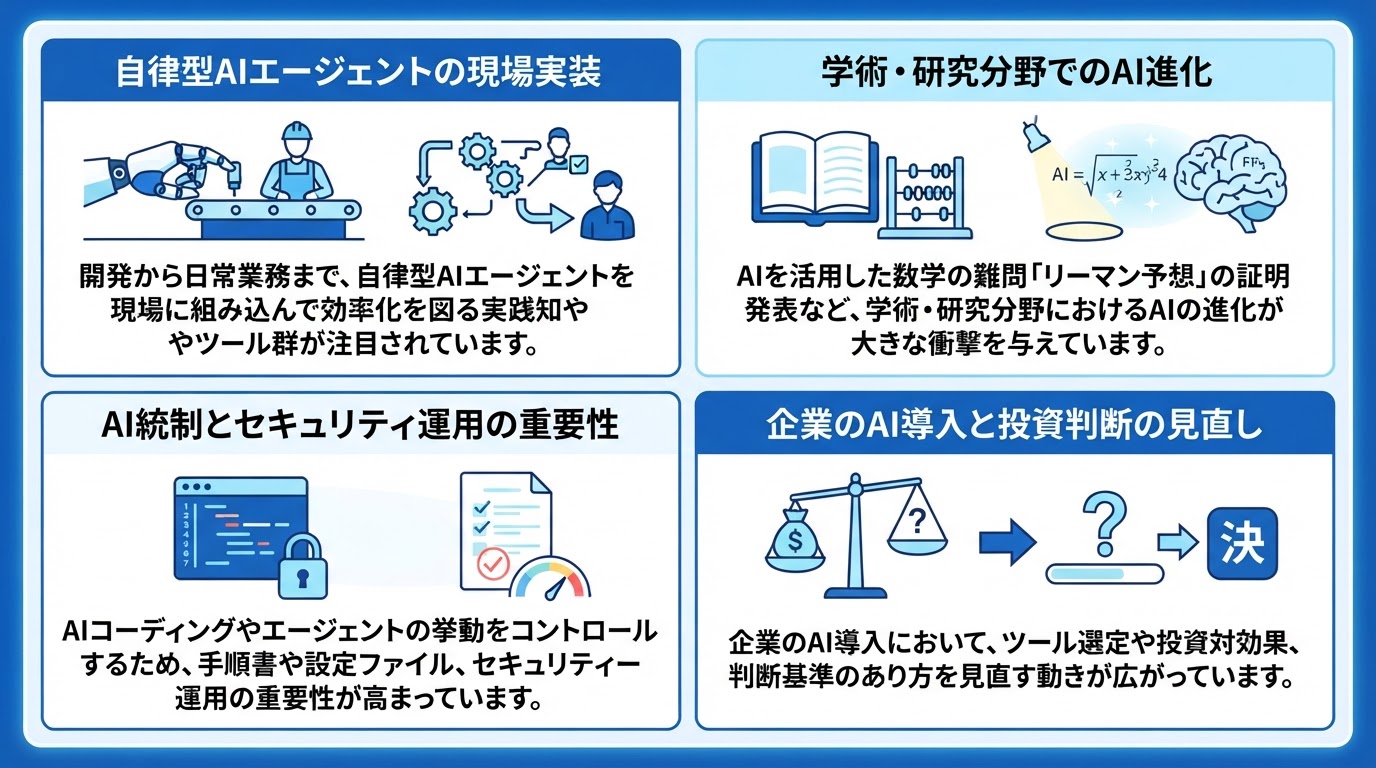 自律型AIエージェントの現場実装
開発から日常業務まで、自律型AIエージェントを
現場に組み込んで効率化を図る実践知や
やツール群が注目されています。
学術・研究分野でのAI進化
AIを活用した数学の難問「リーマン予想」の証明
発表など、学術・研究分野におけるAIの進化が
大きな衝撃を与えています。
AI統制とセキュリティ運用の重要性
AIコーディングやエージェントの挙動をコントロール
するため、手順書や設定ファイル、セキュリティー
運用の重要性が高まっています。
企業のAI導入と投資判断の見直し
$
?
?
決
企業のAI導入において、ツール選定や投資対効果、
判断基準のあり方を見直す動きが広がっています。